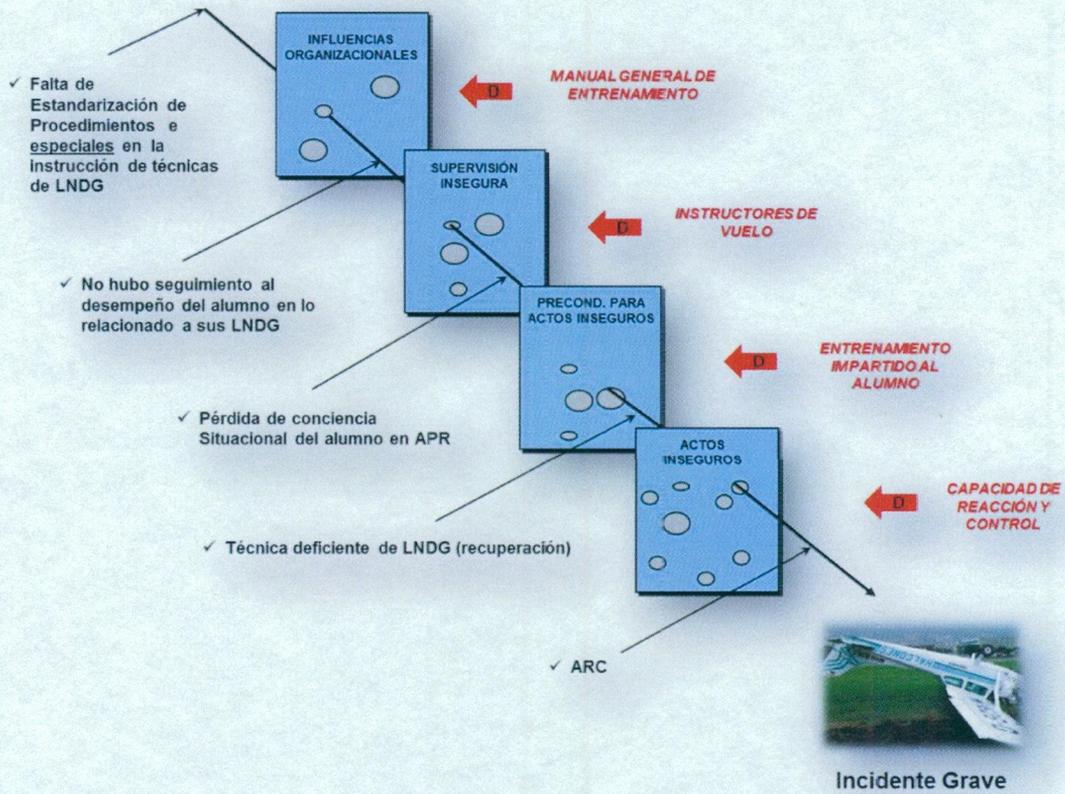 INFLUENCIAS
ORGANIZACIONALES
D
MANUAL GENERAL DE
ENTRENAMIENTO
✓ Falta de
Estandarización de
Procedimientos e
especiales en la
instrucción de técnicas
de LNDG
SUPERVISIÓN
INSEGURA
D
INSTRUCTORES DE
VUELO
✓ No hubo seguimiento al
desempeño del alumno en lo
relacionado a sus LNDG
PRECOND. PARA
ACTOS INSEGUROS
D
ENTRENAMIENTO
IMPARTIDO AL
ALUMNO
✓ Pérdida de conciencia
Situacional del alumno en APR
ACTOS
INSEGUROS
D
CAPACIDAD DE
REACCIÓN Y
CONTROL
✓ Técnica deficiente de LNDG (recuperación)
✓ ARC
HALCONES
Incidente Grave